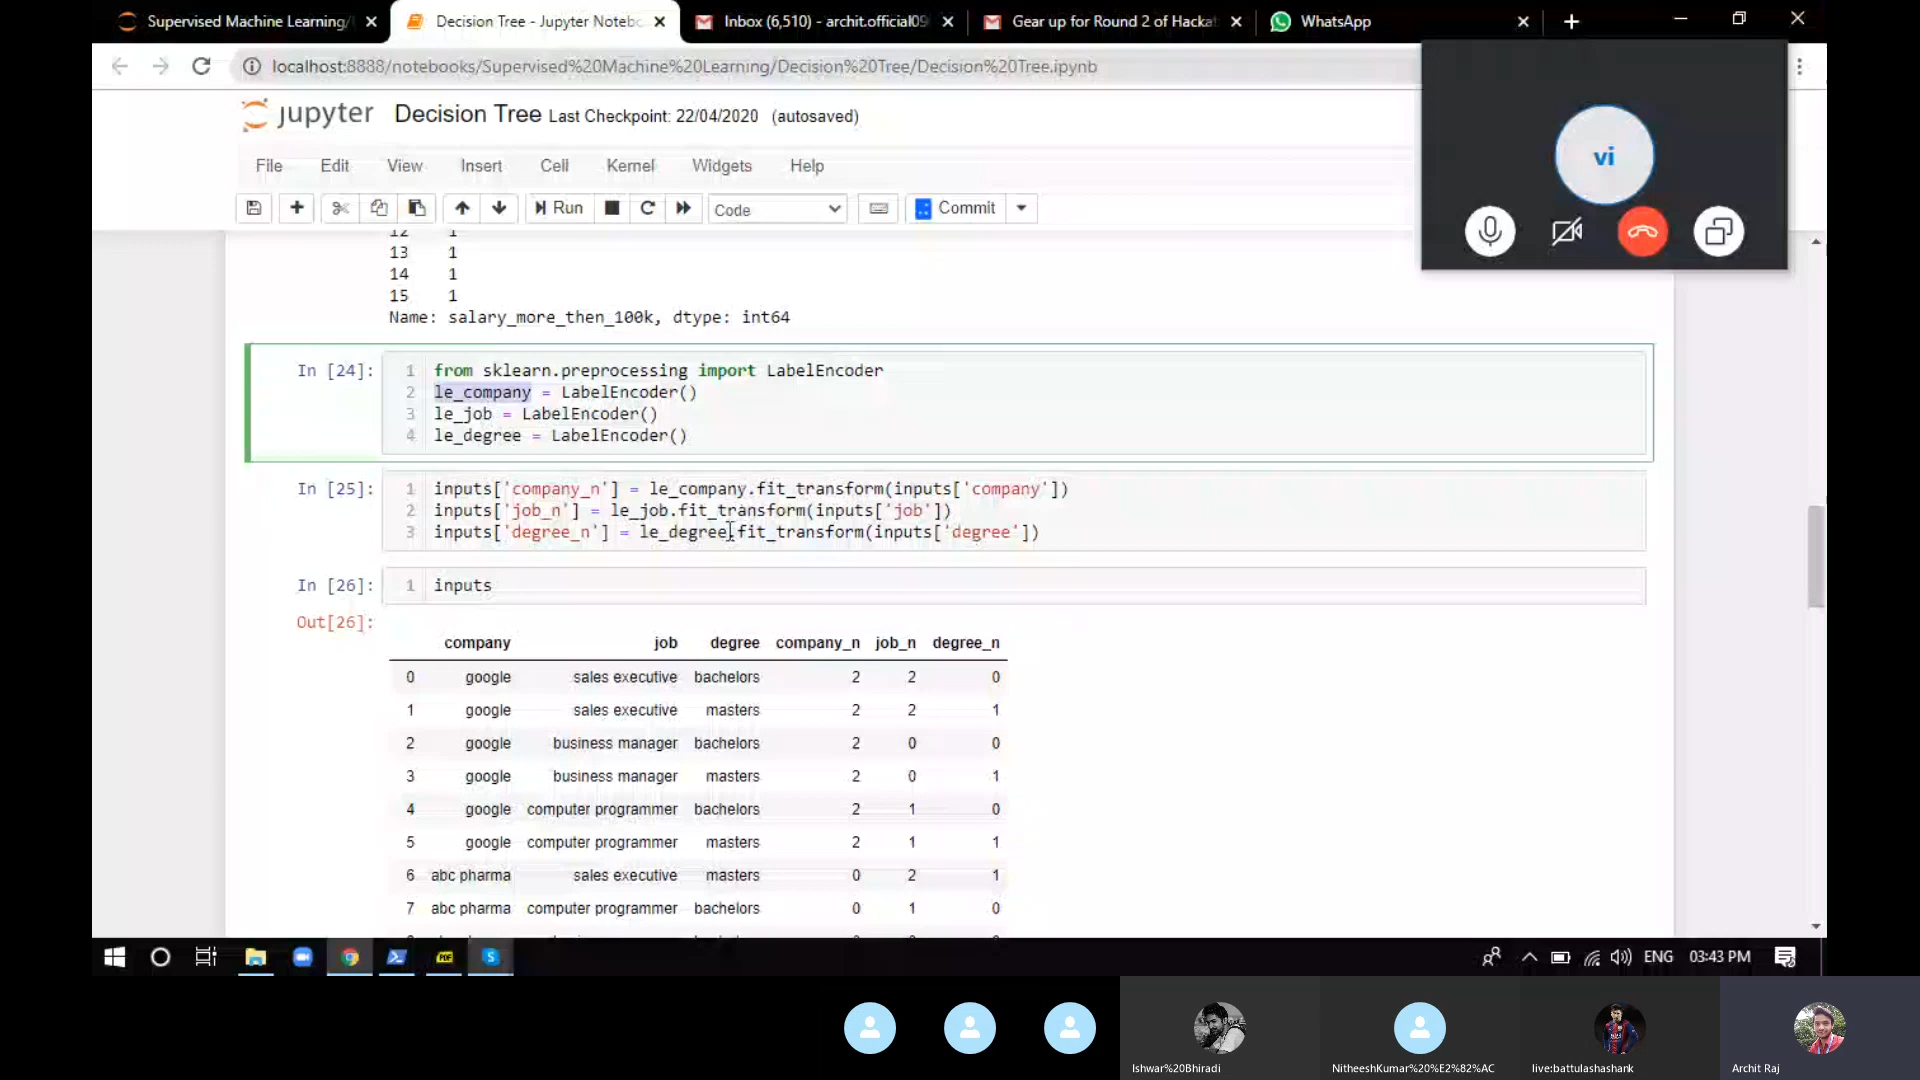 Supervised Machine Learning/
Decision Tree - Jupyter Notebo
Inbox (6,510) - archit.official09
Gear up for Round 2 of Hacka
WhatsApp
localhost:8888/notebooks/Supervised%20Machine%20Learning/Decision%20Tree/Decision%20Tree.ipynb
jupyter Decision Tree Last Checkpoint: 22/04/2020 (autosaved)
File Edit View Insert Cell Kernel Widgets Help
Run Code Commit
vi
12 1
13 1
14 1
15 1
Name: salary_more_then_100k, dtype: int64
In [24]: 1 from sklearn.preprocessing import LabelEncoder
2 le_company = LabelEncoder()
3 le_job = LabelEncoder()
4 le_degree = LabelEncoder()
In [25]: 1 inputs['company_n'] = le_company.fit_transform(inputs['company'])
2 inputs['job_n'] = le_job.fit_transform(inputs['job'])
3 inputs['degree_n'] = le_degree.fit_transform(inputs['degree'])
In [26]: 1 inputs
Out[26]:
company job degree company_n job_n degree_n
0 google sales executive bachelors 2 2 0
1 google sales executive masters 2 2 1
2 google business manager bachelors 2 0 0
3 google business manager masters 2 0 1
4 google computer programmer bachelors 2 1 0
5 google computer programmer masters 2 1 1
6 abc pharma sales executive masters 0 2 1
7 abc pharma computer programmer bachelors 0 1 0
PDF
S
ENG 03:43 PM
Ishwar%20Bhiradi
NitheeshKumar%20%E2%82%AC
live:battulashashank
Archit Raj